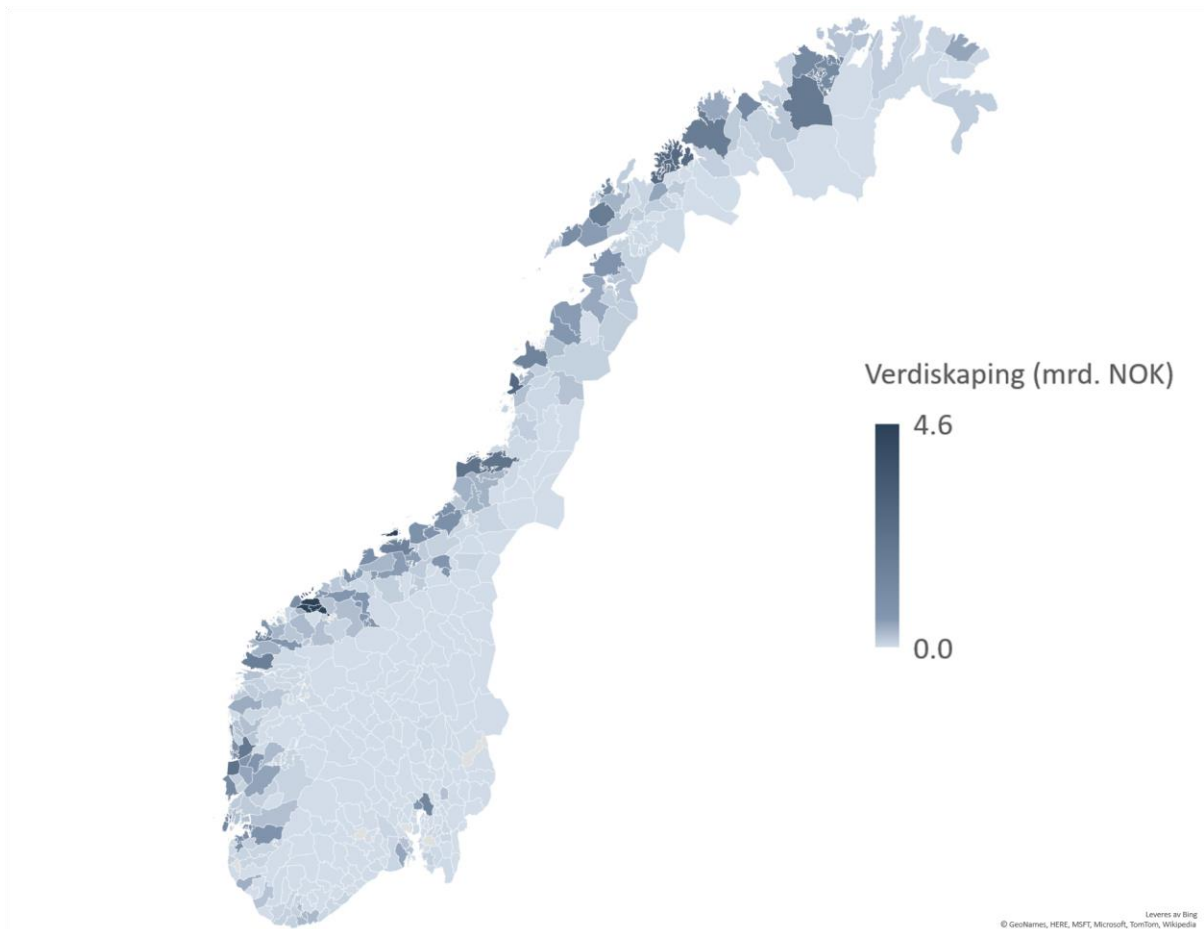 Verdiskaping (mrd. NOK)
4.6
0.0
Leveres av Bing
© GeoNames, HERE, MSFT, Microsoft, TomTom, Wikipedia